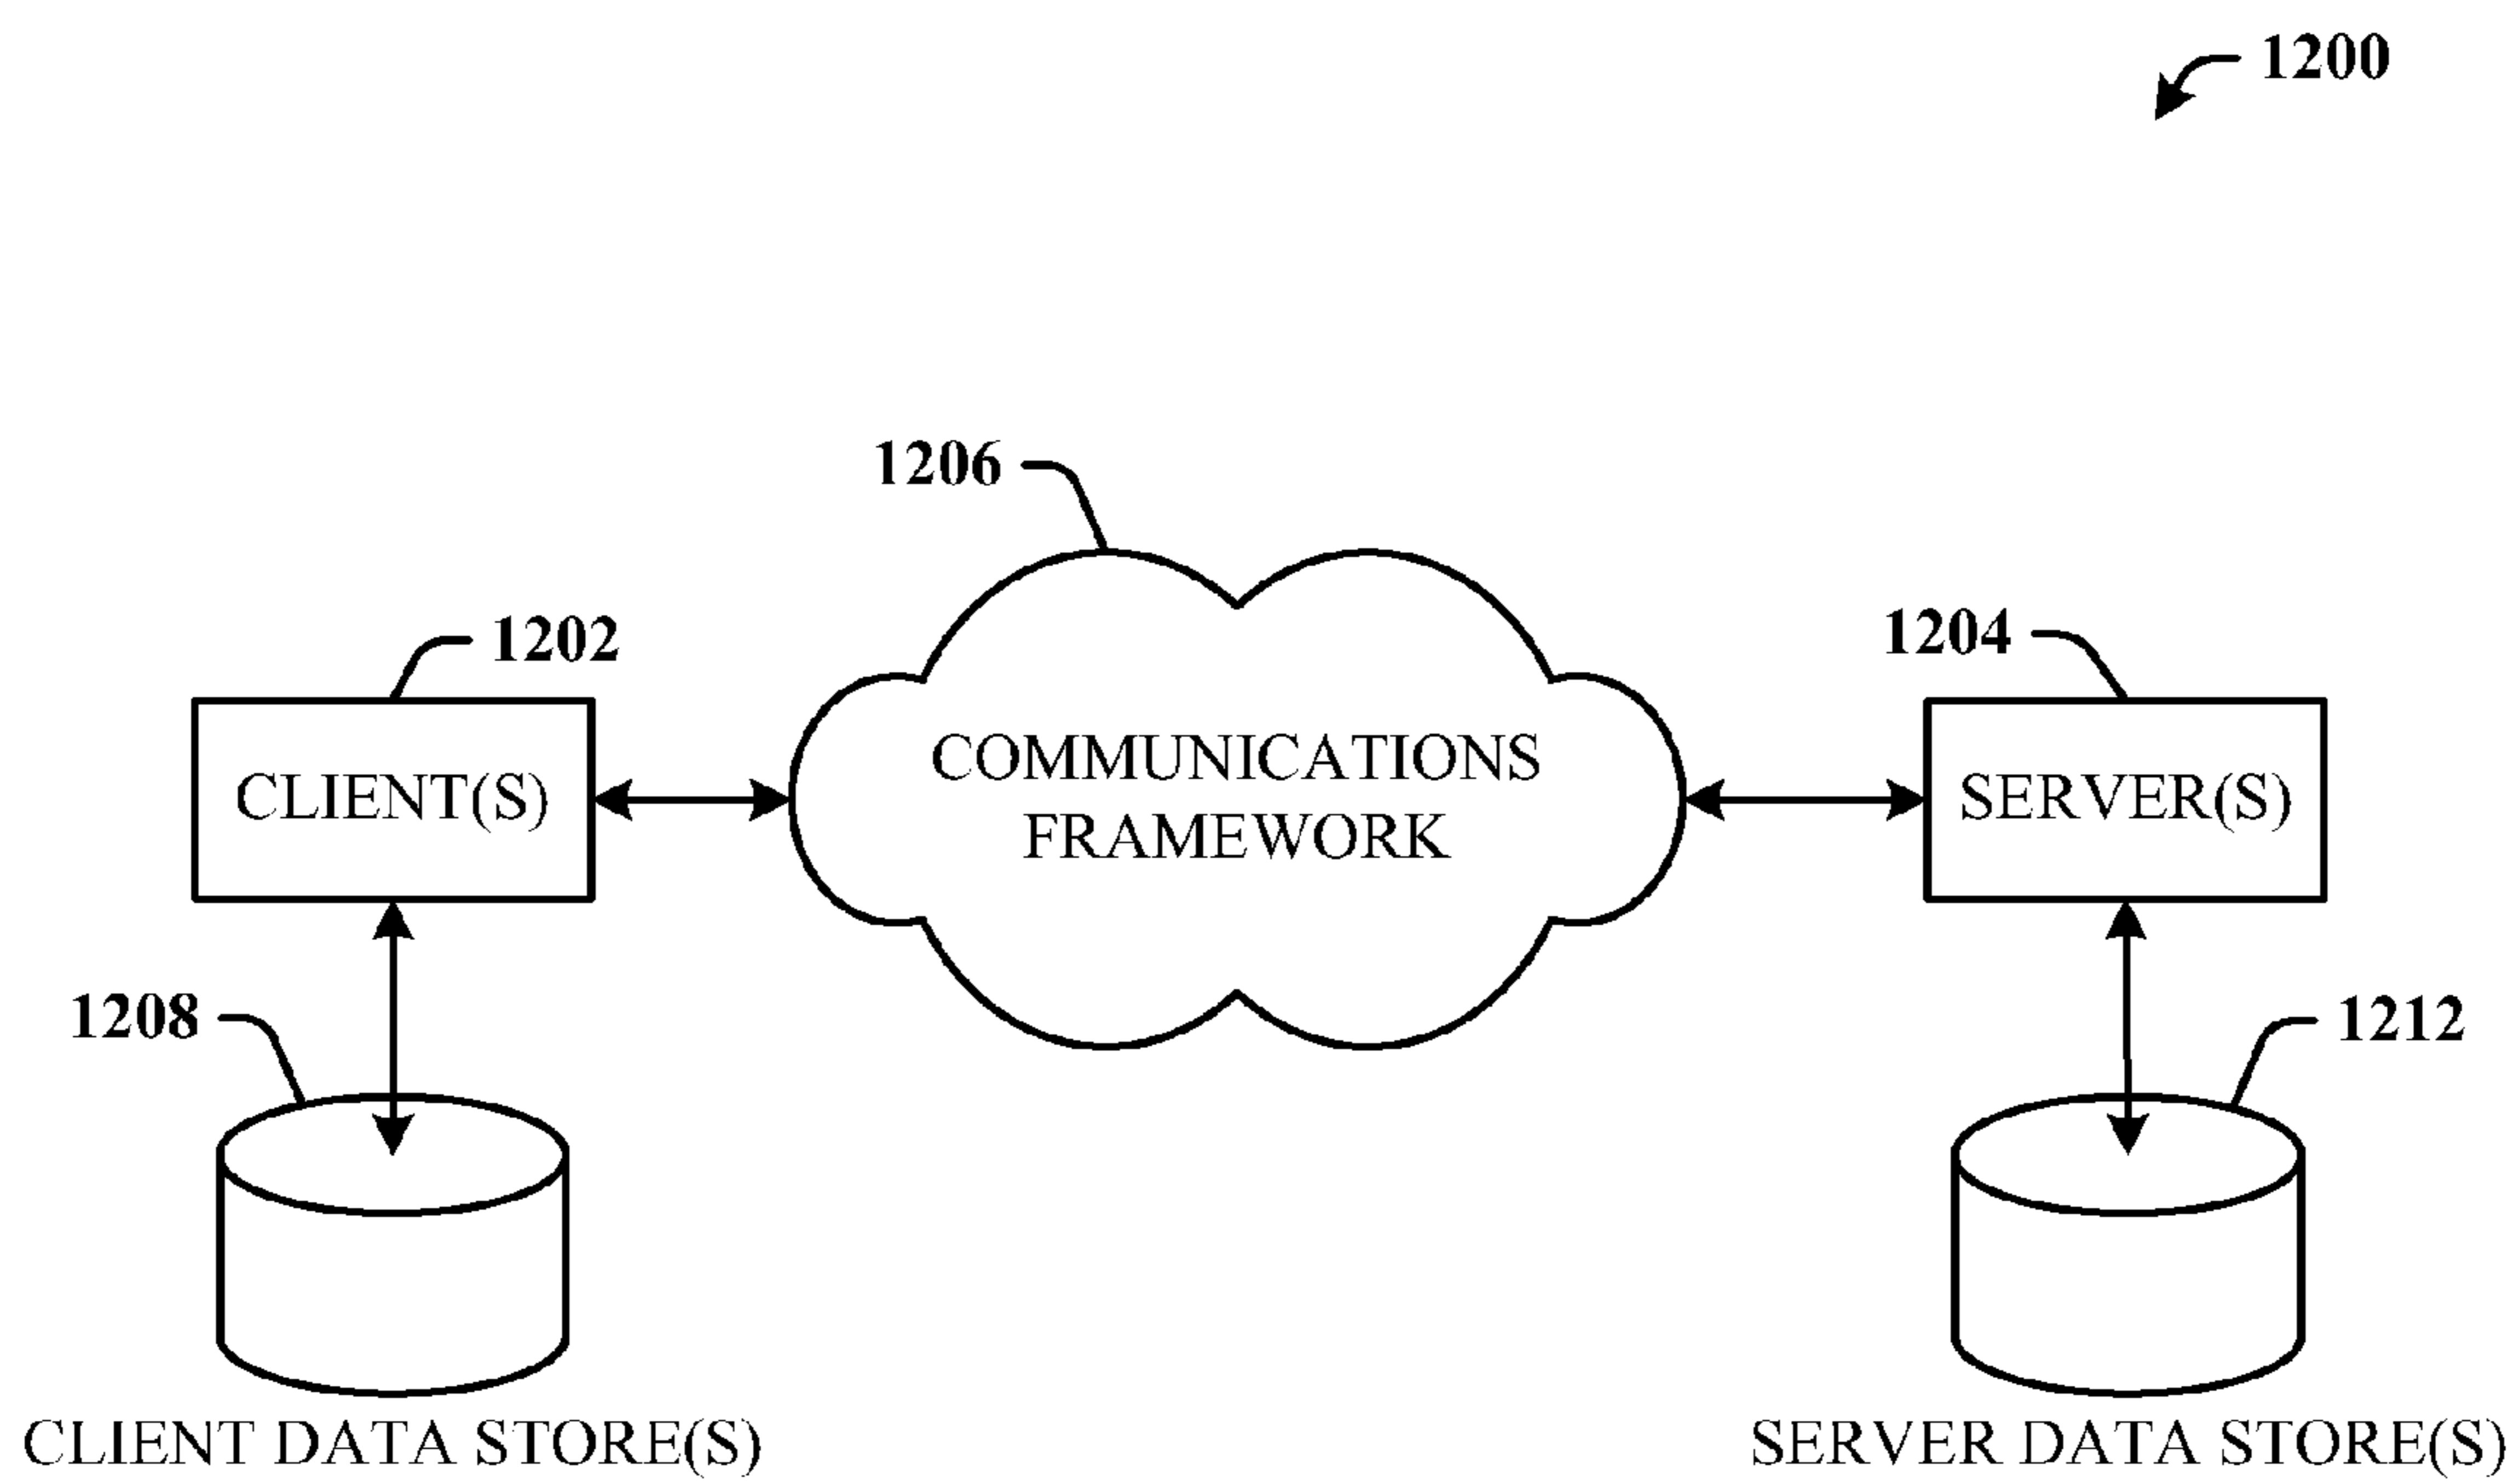 1200
1206
1202
1204
COMMUNICATIONS
FRAMEWORK
CLIENT(S)
SERVER(S)
1208
1212
CLIENT DATA STORE(S)
SERVER DATA STORE(S)